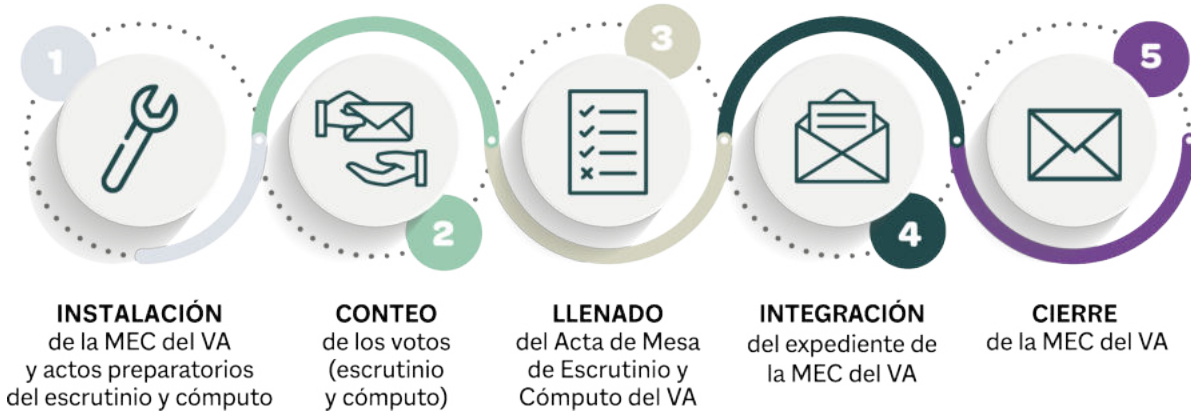 1
INSTALACIÓN
de la MEC del VA
y actos preparatorios
del escrutinio y cómputo
2
CONTEO
de los votos
(escrutinio
y cómputo)
3
LLENADO
del Acta de Mesa
de Escrutinio y
Cómputo del VA
4
INTEGRACIÓN
del expediente de
la MEC del VA
5
CIERRE
de la MEC del VA